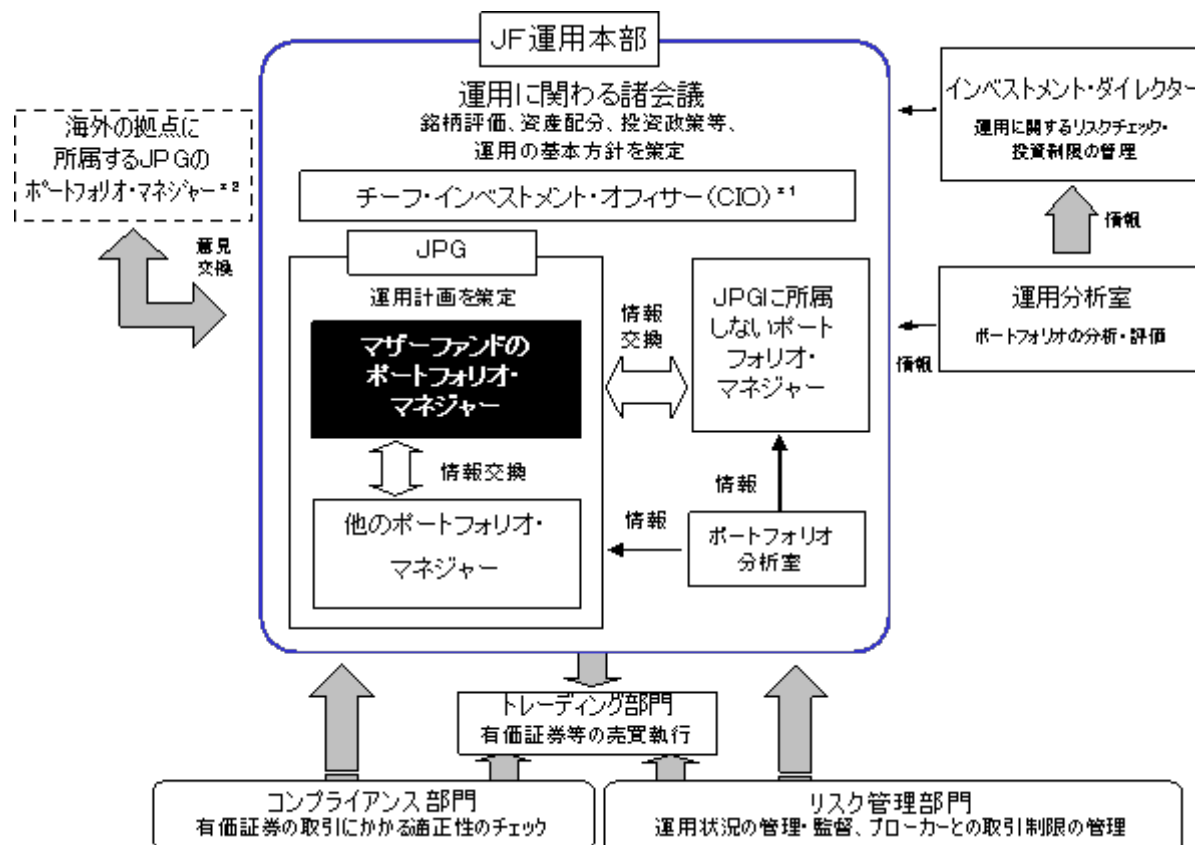 JF運用本部
運用に関わる諸会議
銘柄評価、資産配分、投資政策等、
運用の基本方針を策定
チーフ・インベストメント・オフィサー(CIO)*1
海外の拠点に
所属するJPGの
ポートフォリオ・マネジャー*2
意見
交換
JPG
運用計画を策定
マザーファンドの
ポートフォリオ・
マネジャー
情報交換
他のポートフォリオ・
マネジャー
情報
交換
JPGに所属
しないポート
フォリオ・
マネジャー
情報
情報
ポートフォリオ
分析室
インベストメント・ダイレクター
運用に関するリスクチェック・
投資制限の管理
情報
運用分析室
ポートフォリオの分析・評価
情報
トレーディング部門
有価証券等の売買執行
コンプライアンス部門
有価証券の取引にかかる適正性のチェック
リスク管理部門
運用状況の管理・監督、ブローカーとの取引制限の管理